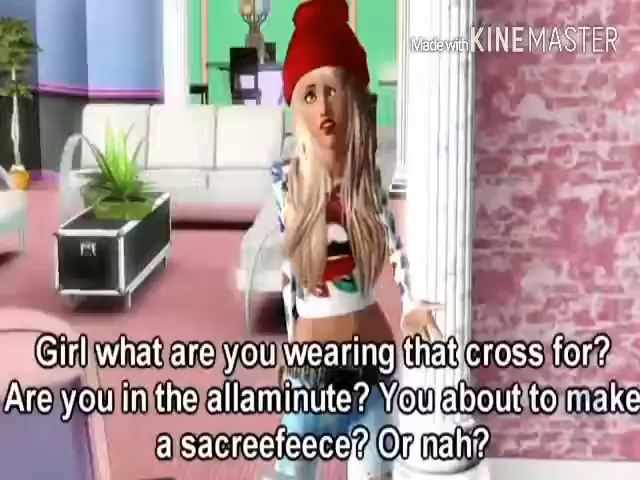 Made with KINEMASTER
Girl what are you wearing that cross for?
Are you in the allaminute? You about to make
a sacreefeece? Or nah?